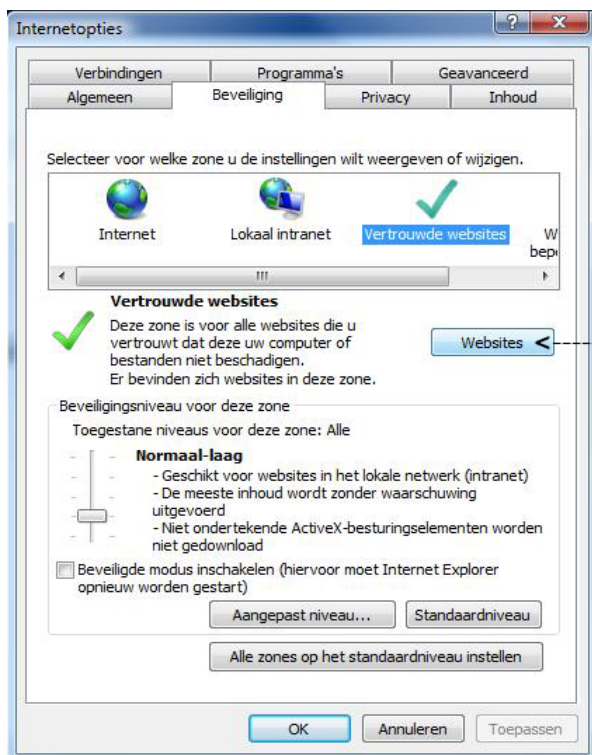 Internetopties
Verbindingen Programma's Geavanceerd
Algemeen Beveiliging Privacy Inhoud
Selecteer voor welke zone u de instellingen wilt weergeven of wijzigen.
Internet Lokaal intranet Vertrouwde websites W
bep
Vertrouwde websites
Deze zone is voor alle websites die u
vertrouwt dat deze uw computer of
bestanden niet beschadigen.
Er bevinden zich websites in deze zone.
Websites <
Beveiligingsniveau voor deze zone
Toegestane niveaus voor deze zone: Alle
Normaal-laag
- Geschikt voor websites in het lokale netwerk (intranet)
- De meeste inhoud wordt zonder waarschuwing
uitgevoerd
- Niet ondertekende ActiveX-besturingselementen worden
niet gedownload
Beveiligde modus inschakelen (hiervoor moet Internet Explorer
opnieuw worden gestart)
Aangepast niveau... Standaardniveau
Alle zones op het standaardniveau instellen
OK Annuleren Toepassen